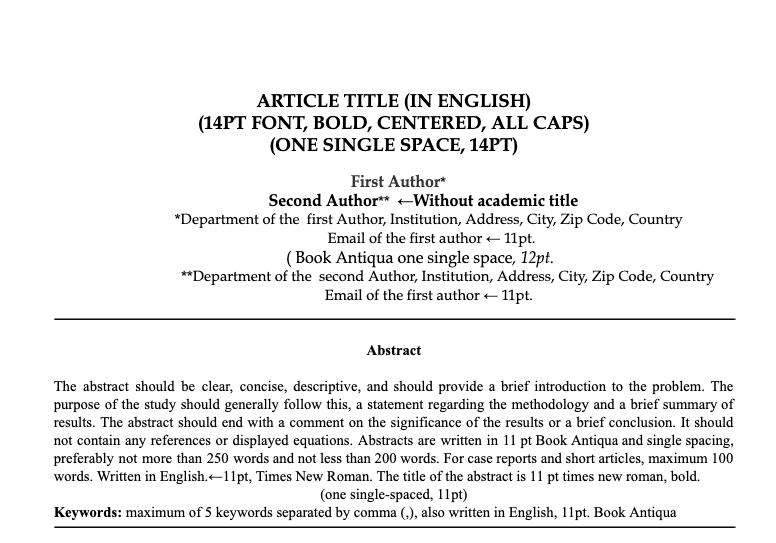 ARTICLE TITLE (IN ENGLISH)
(14PT FONT, BOLD, CENTERED, ALL CAPS)
(ONE SINGLE SPACE, 14PT)
First Author*
Second Author** ←Without academic title
*Department of the first Author, Institution, Address, City, Zip Code, Country
Email of the first author ← 11pt.
( Book Antiqua one single space, 12pt.
**Department of the second Author, Institution, Address, City, Zip Code, Country
Email of the first author ← 11pt.
Abstract
The abstract should be clear, concise, descriptive, and should provide a brief introduction to the problem. The
purpose of the study should generally follow this, a statement regarding the methodology and a brief summary of
results. The abstract should end with a comment on the significance of the results or a brief conclusion. It should
not contain any references or displayed equations. Abstracts are written in 11 pt Book Antiqua and single spacing,
preferably not more than 250 words and not less than 200 words. For case reports and short articles, maximum 100
words. Written in English.←11pt, Times New Roman. The title of the abstract is 11 pt times new roman, bold.
(one single-spaced, 11pt)
Keywords: maximum of 5 keywords separated by comma (,), also written in English, 11pt. Book Antiqua